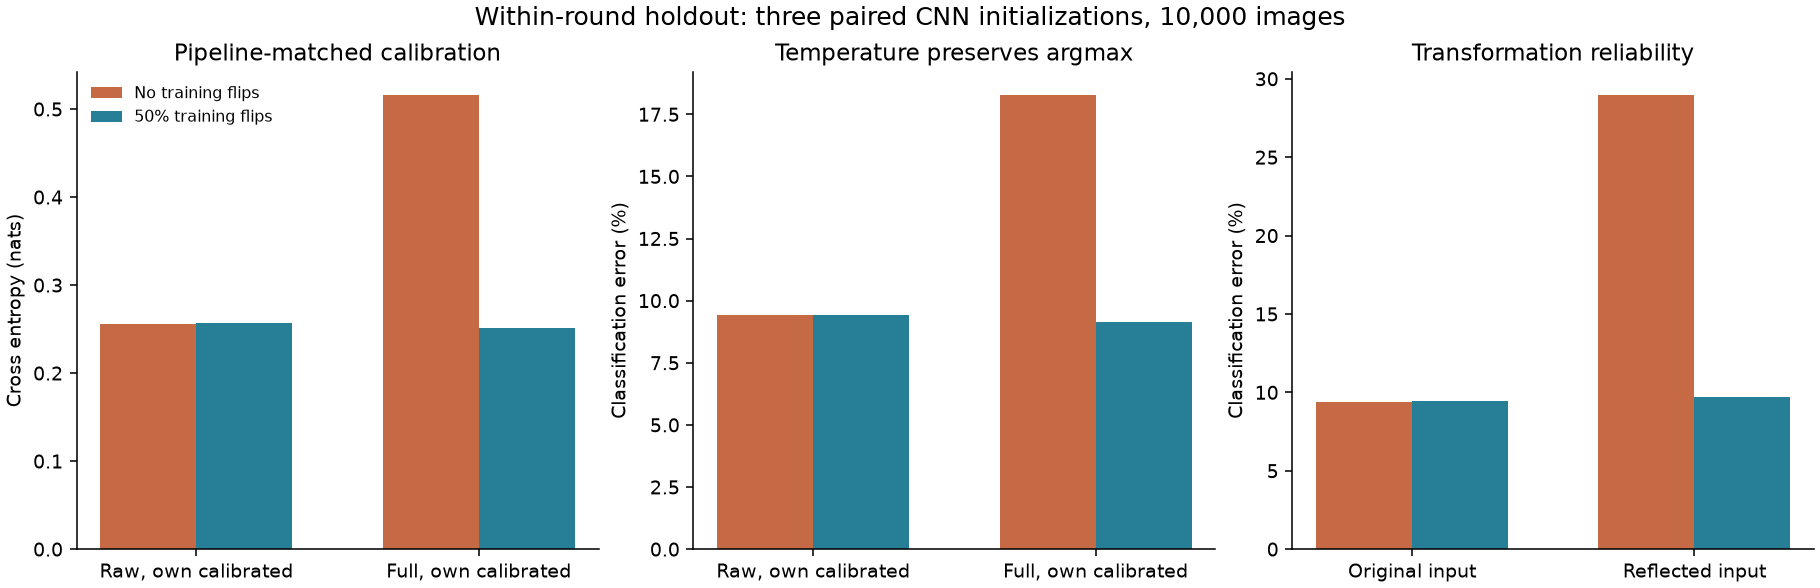 Within-round holdout: three paired CNN initializations, 10,000 images
Pipeline-matched calibration
No training flips
50% training flips
Cross entropy (nats)
0.5
0.4
0.3
0.2
0.1
0.0
Raw, own calibrated
Full, own calibrated
Temperature preserves argmax
Classification error (%)
17.5
15.0
12.5
10.0
7.5
5.0
2.5
0.0
Raw, own calibrated
Full, own calibrated
Transformation reliability
Classification error (%)
30
25
20
15
10
5
0
Original input
Reflected input